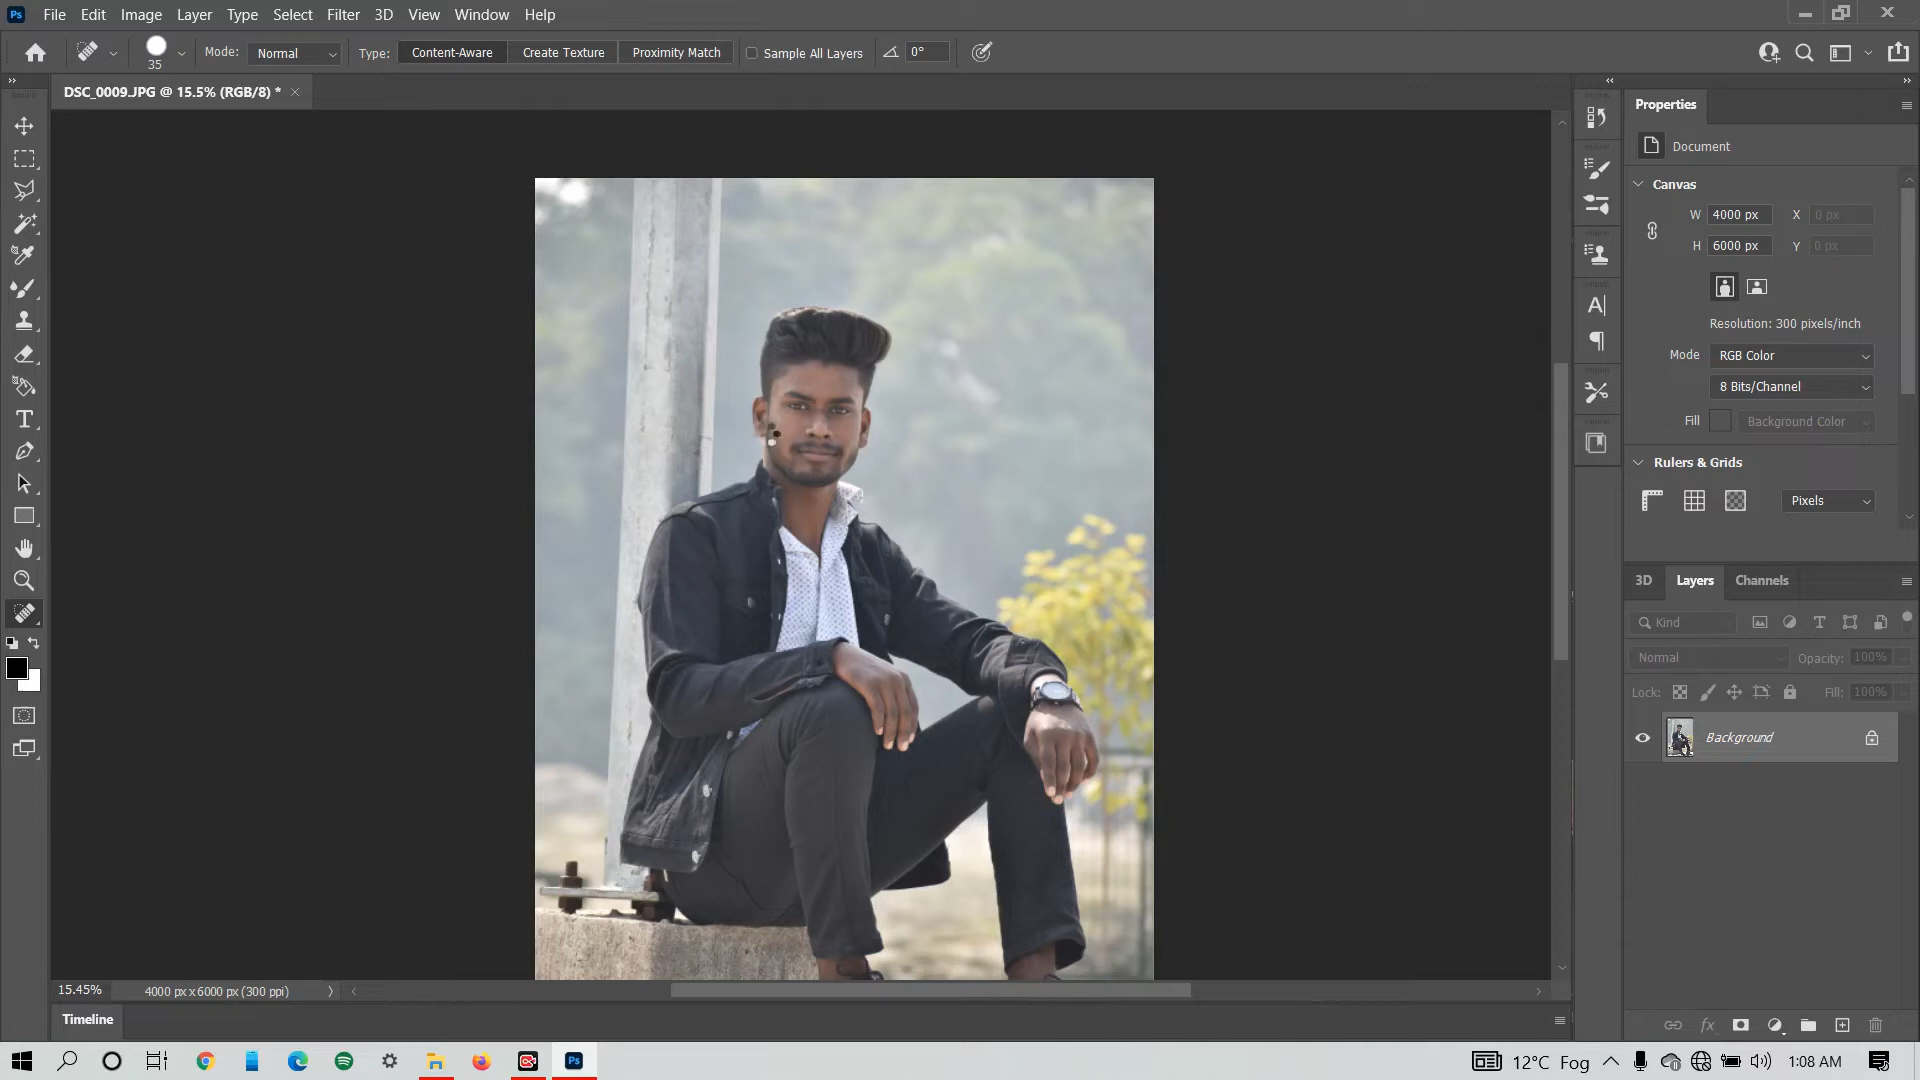 Ps File Edit Image Layer Type Select Filter 3D View Window Help
35 Mode: Normal Type: Content-Aware Create Texture Proximity Match Sample All Layers 0°
DSC_0009.JPG @ 15.5% (RGB/8) *
Properties
Document
Canvas
W 4000 px X 0 px
H 6000 px Y 0 px
Resolution: 300 pixels/inch
Mode RGB Color
8 Bits/Channel
Fill Background Color
Rulers & Grids
Pixels
3D Layers Channels
Kind
Normal Opacity: 100%
Lock: Fill: 100%
Background
15.45% 4000 px x 6000 px (300 ppi)
Timeline
Ps 12°C Fog 1:08 AM